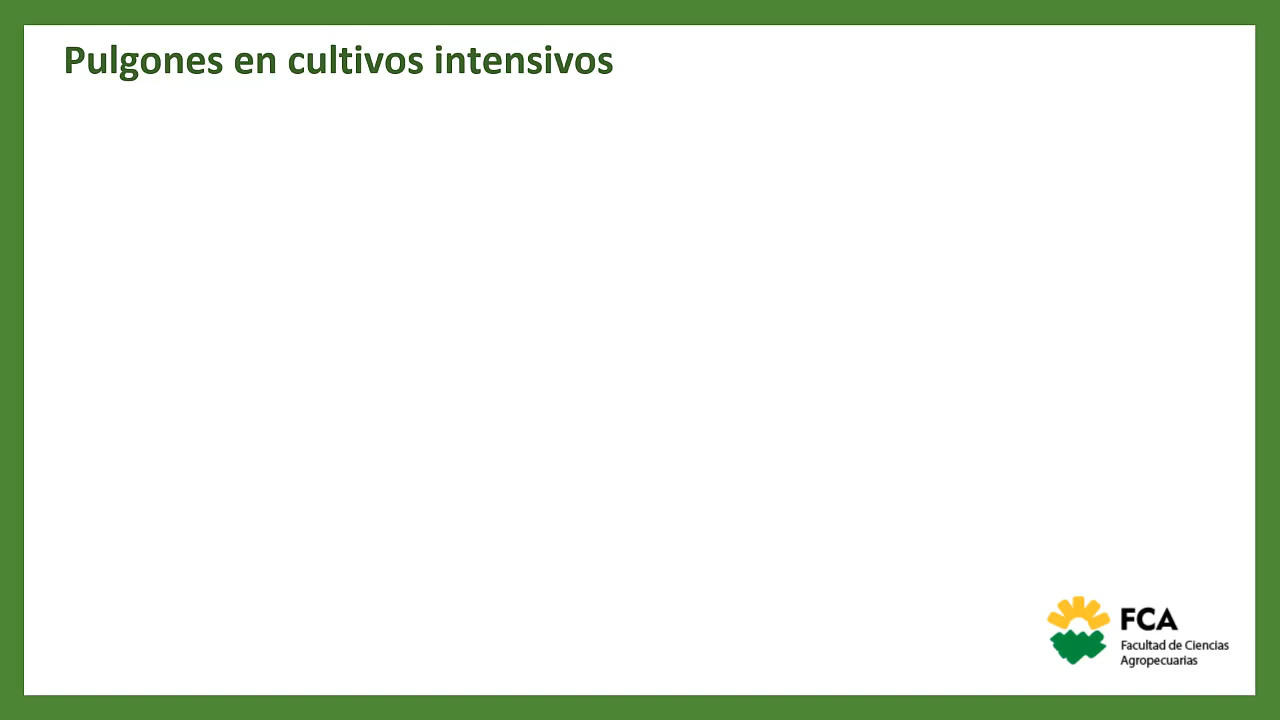 Pulgones en cultivos intensivos
FCA
Facultad de Ciencias
Agropecuarias